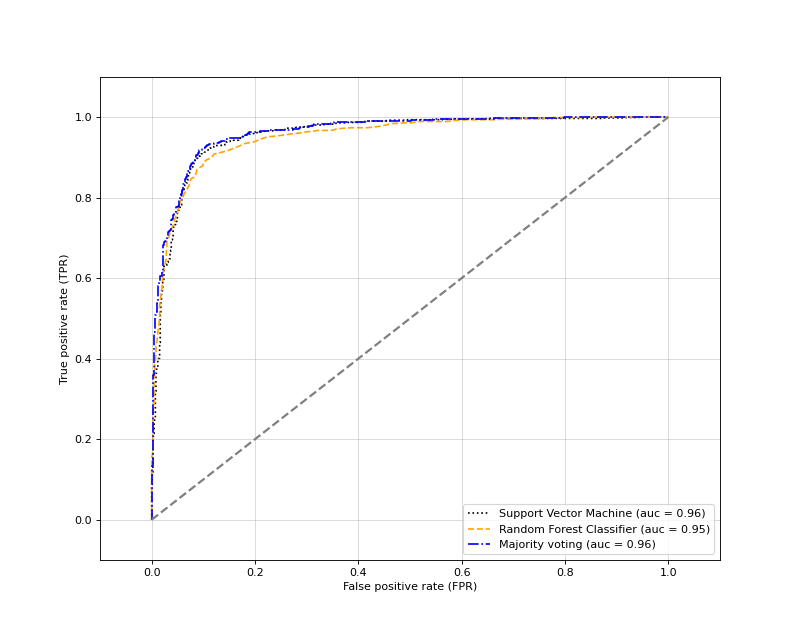 1.0
0.8
0.6
0.4
0.2
0.0
True positive rate (TPR)
0.0 0.2 0.4 0.6 0.8 1.0
False positive rate (FPR)
Support Vector Machine (auc = 0.96)
Random Forest Classifier (auc = 0.95)
Majority voting (auc = 0.96)